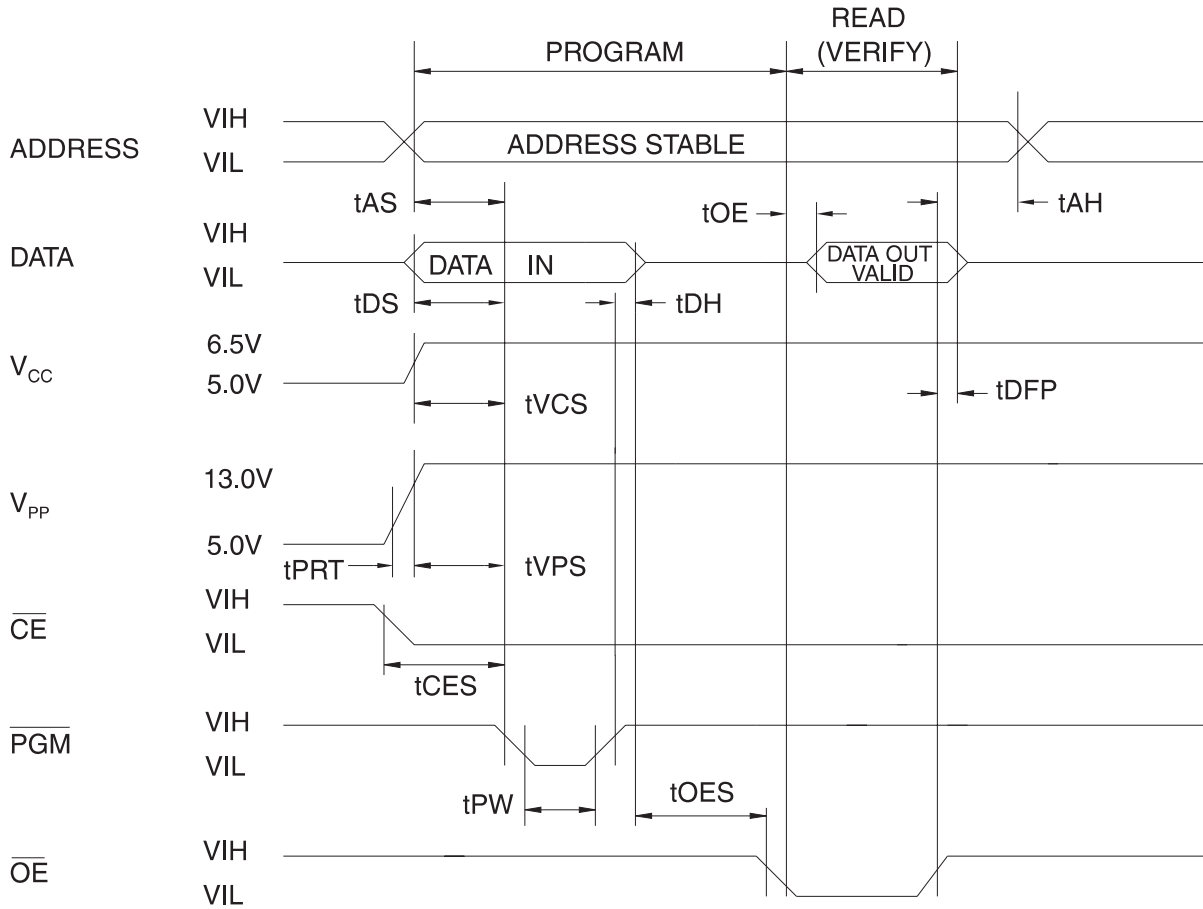 READ
PROGRAM (VERIFY)
ADDRESS VIH
VIL
ADDRESS STABLE
tAS
tOE
tAH
DATA VIH
VIL
DATA IN
DATA OUT
VALID
tDS
tDH
VCC 6.5V
5.0V
tVCS
tDFP
VPP 13.0V
5.0V
tPRT
tVPS
CE VIH
VIL
tCES
PGM VIH
VIL
tPW
tOES
OE VIH
VIL